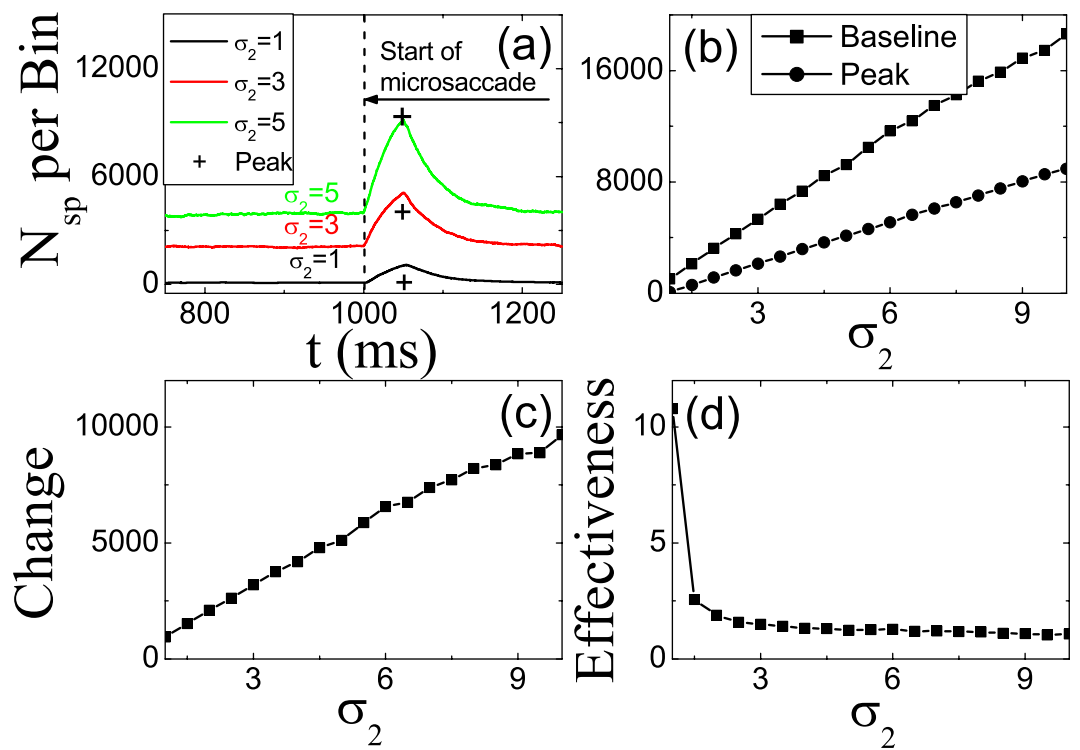 (a)
σ₂=1
σ₂=3
σ₂=5
+ Peak
Start of
microsaccade
12000
6000
0
N_sp per Bin
σ₂=5
σ₂=3
σ₂=1
800
1000
1200
t (ms)
(b)
Baseline
Peak
16000
8000
0
3
6
9
σ₂
(c)
10000
5000
0
Change
3
6
9
σ₂
(d)
10
5
0
Effectiveness
3
6
9
σ₂